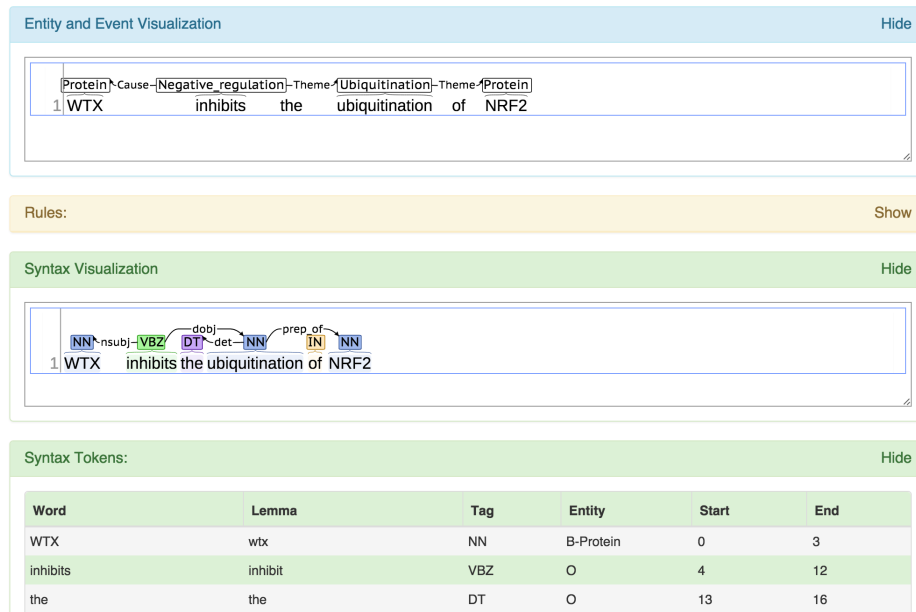 Entity and Event Visualization Hide
Protein Cause Negative_regulation Theme Ubiquitination Theme Protein
1 WTX inhibits the ubiquitination of NRF2
Rules: Show
Syntax Visualization Hide
dobj prep_of
NN nsubj VBZ DT det NN IN NN
1 WTX inhibits the ubiquitination of NRF2
Syntax Tokens: Hide
Word Lemma Tag Entity Start End
WTX wtx NN B-Protein 0 3
inhibits inhibit VBZ O 4 12
the the DT O 13 16